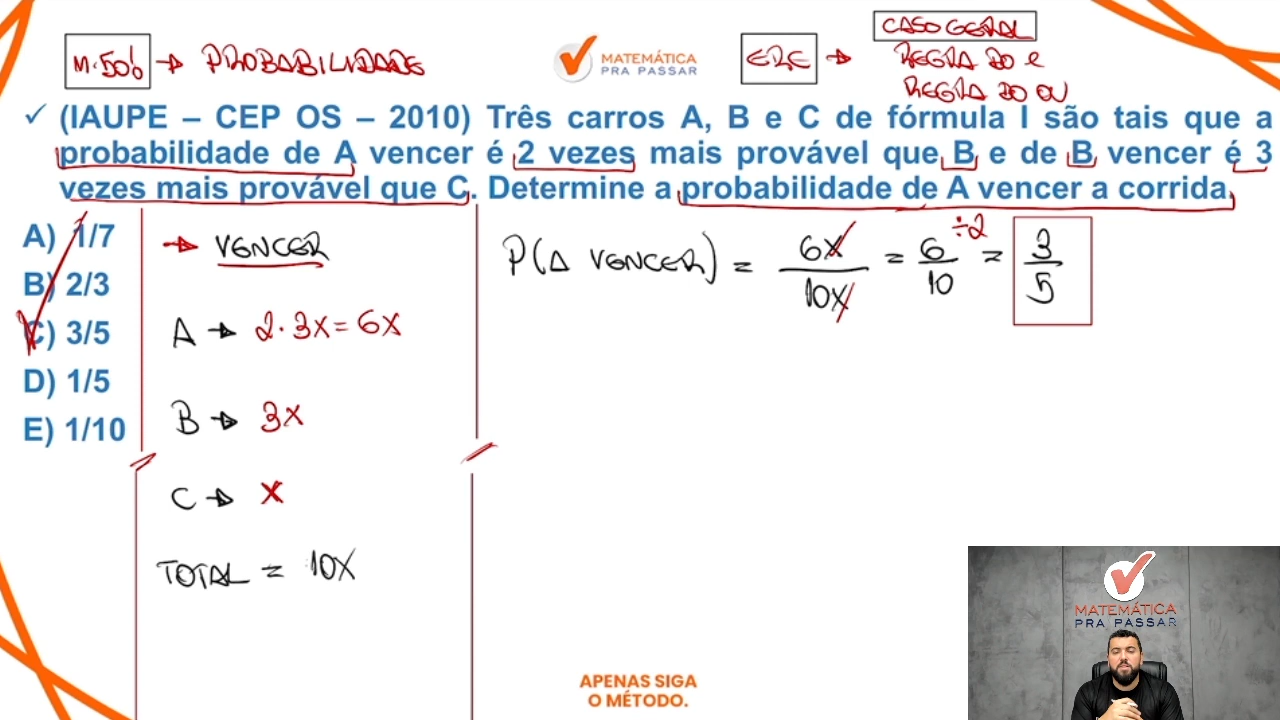 M.50%
→ PROBABILIDADE
MATEMÁTICA
PRA PASSAR
ERE →
CASO GERAL
REGRA DO E
REGRA DO OU
✓ (IAUPE – CEP OS – 2010) Três carros A, B e C de fórmula I são tais que a
probabilidade de A vencer é 2 vezes mais provável que B e de B vencer é 3
vezes mais provável que C. Determine a probabilidade de A vencer a corrida.
A) 1/7
B) 2/3
C) 3/5
D) 1/5
E) 1/10
→ VENCER
A → 2·3X = 6X
B → 3X
C → X
TOTAL = 10X
P(A VENCER) = 6X/10X = 6/10 ÷2 = 3/5
APENAS SIGA
O MÉTODO.
MATEMÁTICA
PRA PASSAR